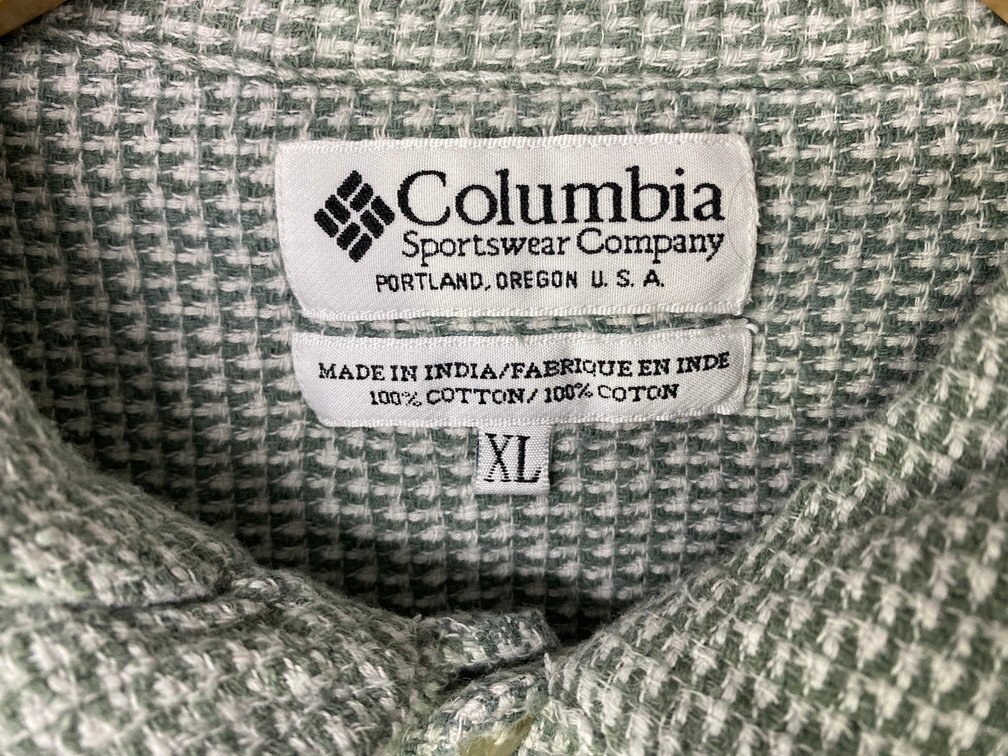 Columbia
Sportswear Company
PORTLAND, OREGON U. S. A.
MADE IN INDIA/FABRIQUE EN INDE
100% COTTON/100% COTON
XL